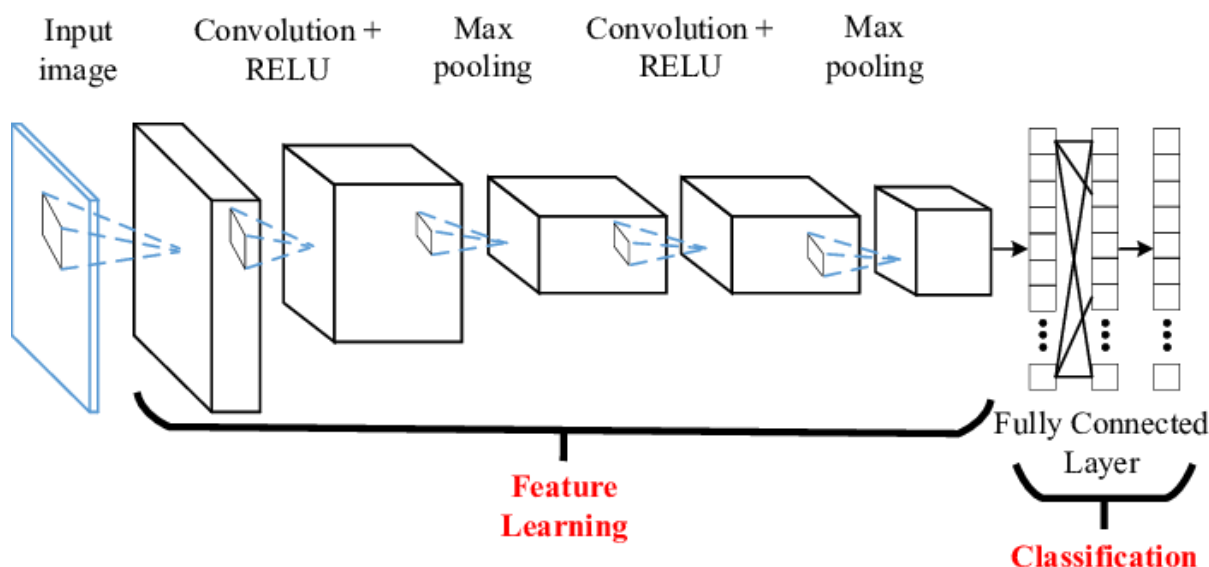 Input
image
Convolution +
RELU
Max
pooling
Convolution +
RELU
Max
pooling
Fully Connected
Layer
Feature
Learning
Classification